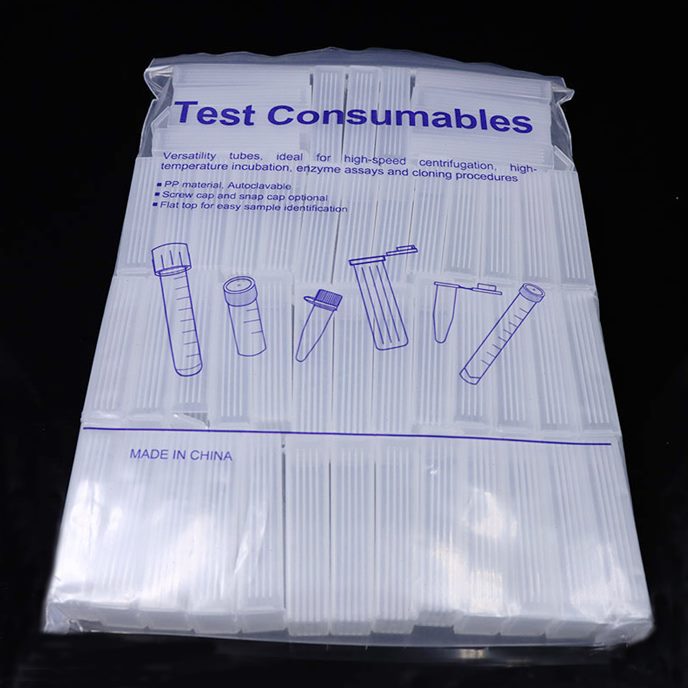 Test Consumables
Versatility tubes, ideal for high-speed centrifugation, high-
temperature incubation, enzyme assays and cloning procedures
▪ PP material, Autoclavable
▪ Screw cap and snap cap optional
▪ Flat top for easy sample identification
MADE IN CHINA